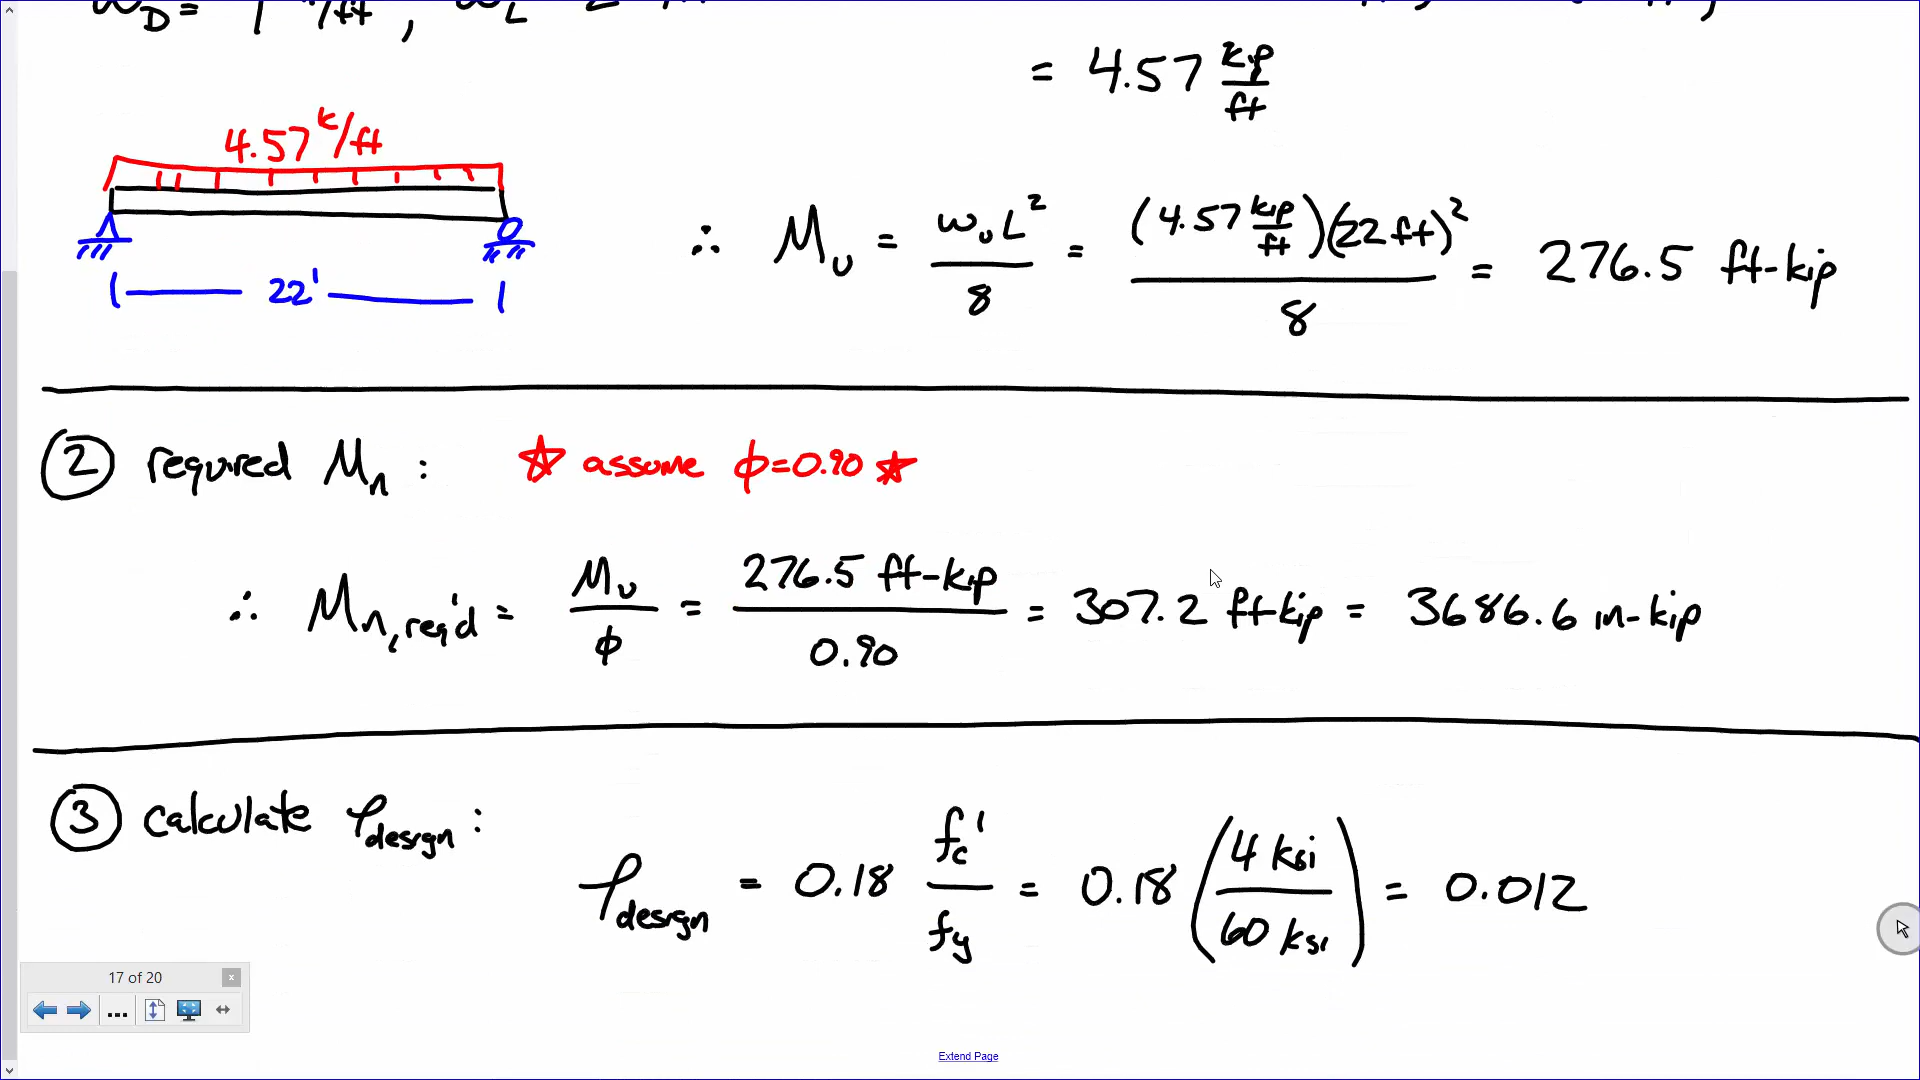 = 4.57 kip/ft
4.57 k/ft
22'
∴ Mu = wuL²/8 = (4.57 kip/ft)(22 ft)²/8 = 276.5 ft-kip
② required Mn : ☆ assume ϕ=0.90 ☆
∴ Mn,req'd = Mu/ϕ = 276.5 ft-kip/0.90 = 307.2 ft-kip = 3686.6 in-kip
③ calculate ρdesign :
ρdesign = 0.18 fc'/fy = 0.18 (4 ksi/60 ksi) = 0.012
17 of 20
x
...
Extend Page